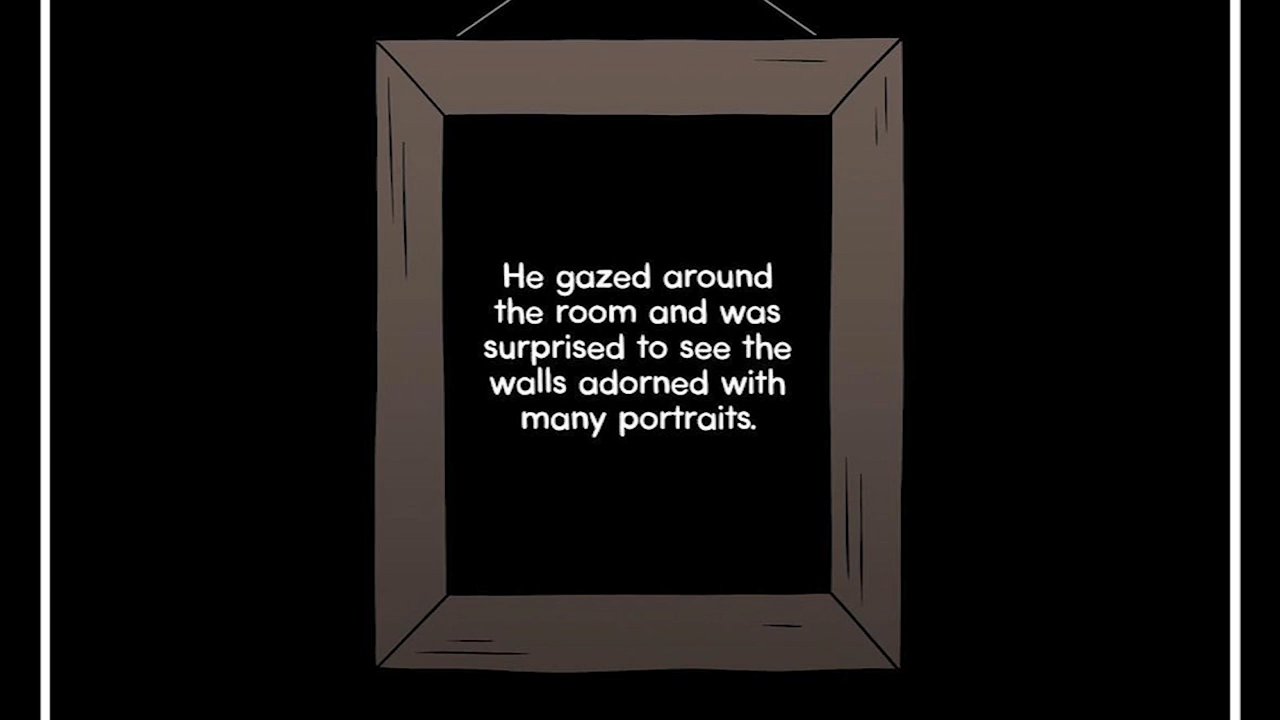 He gazed around
the room and was
surprised to see the
walls adorned with
many portraits.